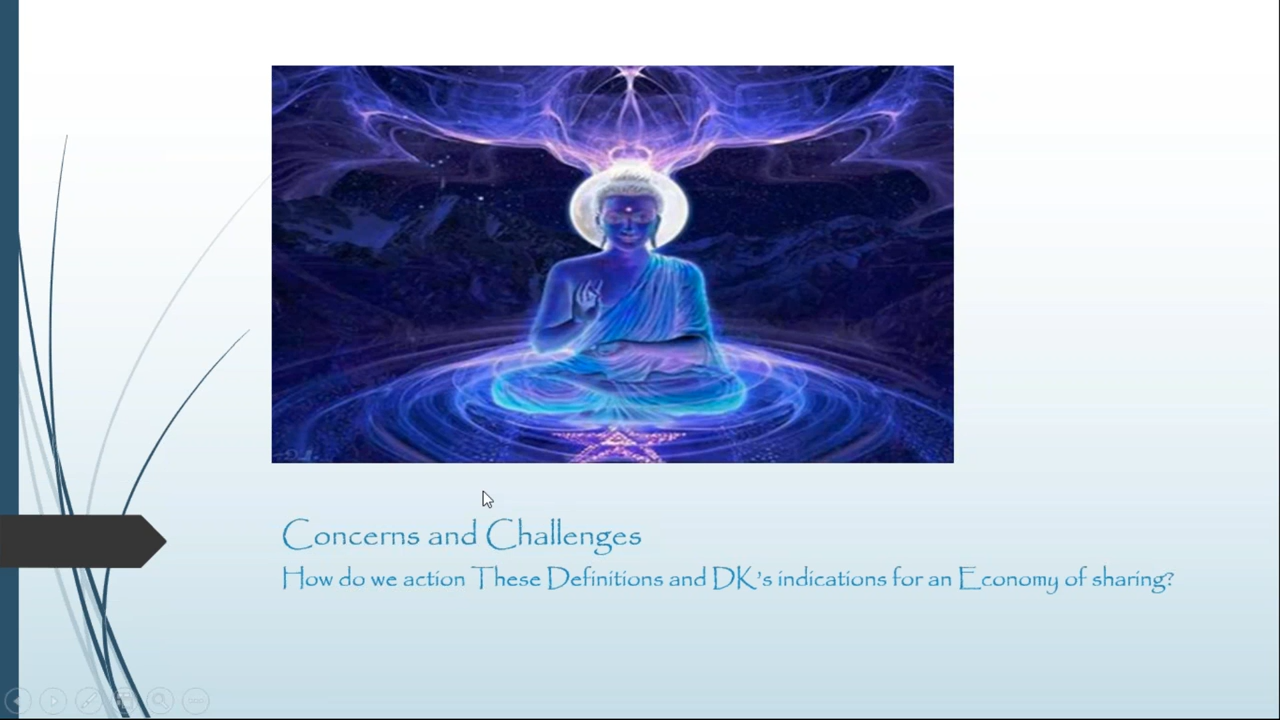 Concerns and Challenges
How do we action These Definitions and DK's indications for an Economy of sharing?